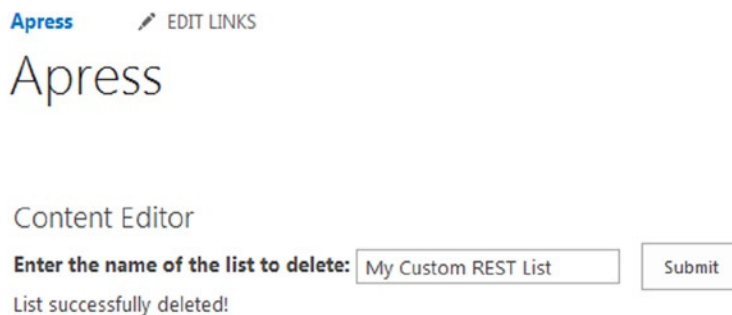 Apress EDIT LINKS
Apress
Content Editor
Enter the name of the list to delete: My Custom REST List Submit
List successfully deleted!